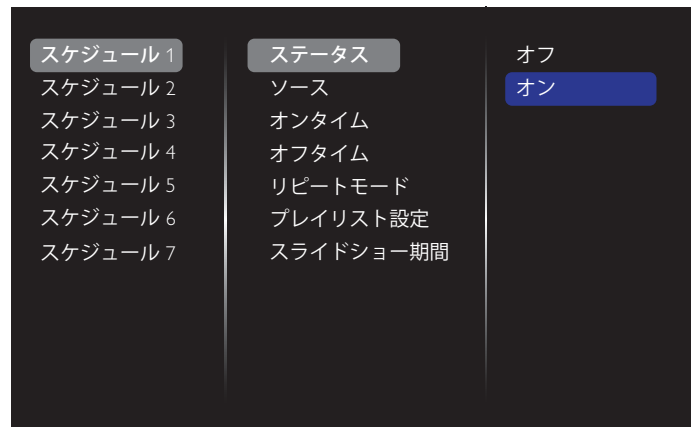 スケジュール 1
スケジュール 2
スケジュール 3
スケジュール 4
スケジュール 5
スケジュール 6
スケジュール 7
ステータス
ソース
オンタイム
オフタイム
リピートモード
プレイリスト設定
スライドショー期間
オフ
オン